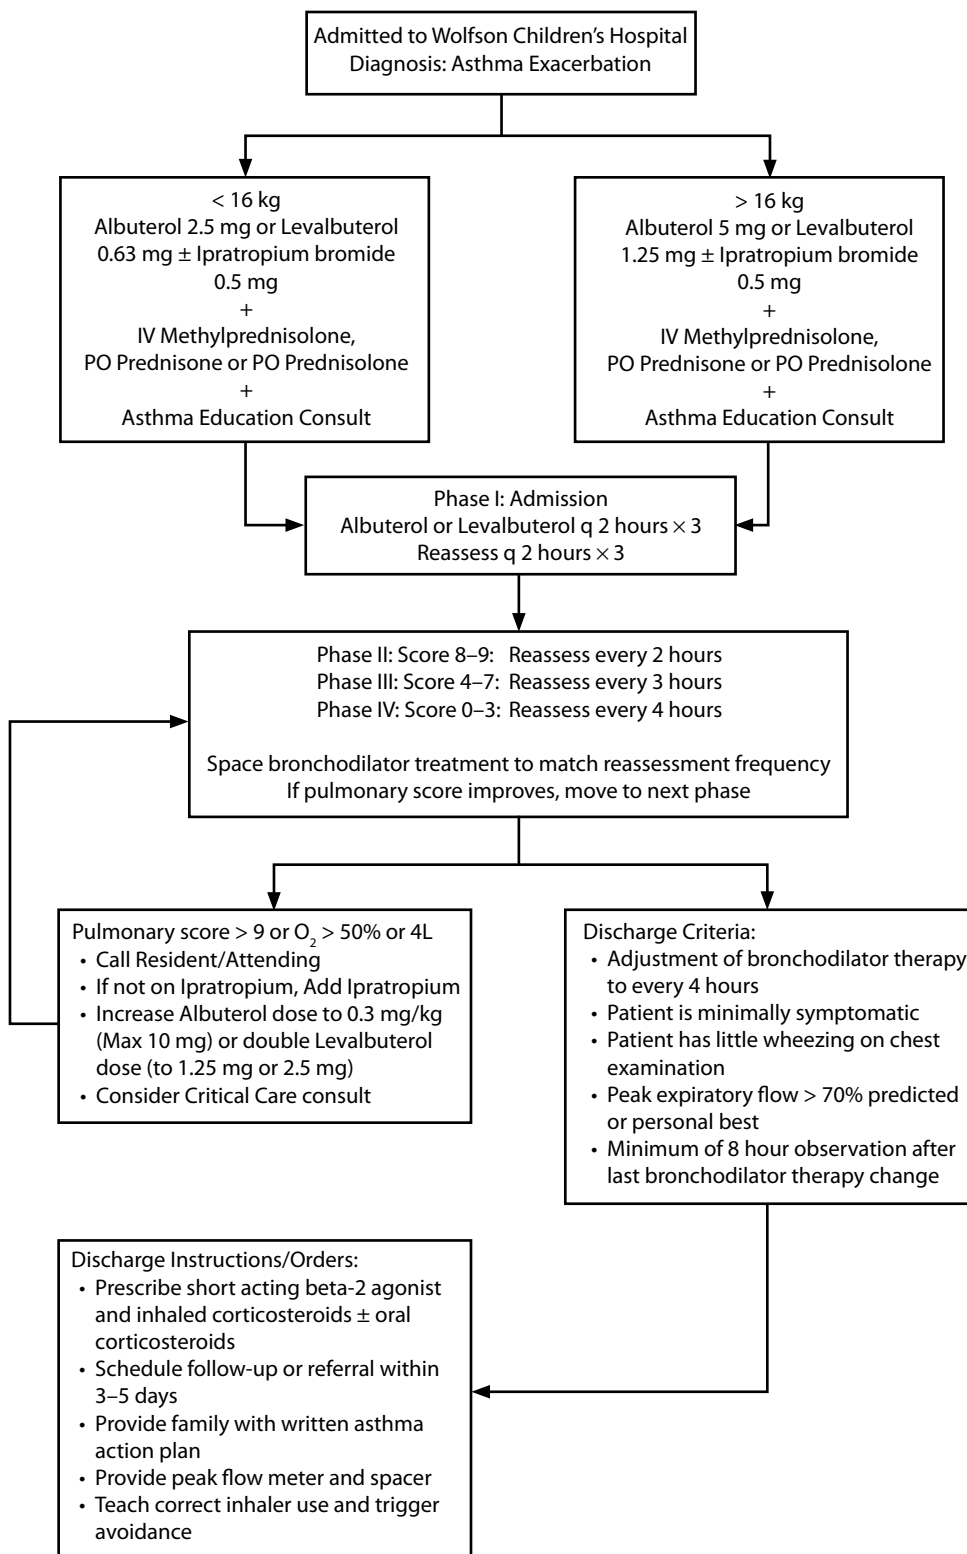 Admitted to Wolfson Children's Hospital
Diagnosis: Asthma Exacerbation
< 16 kg
Albuterol 2.5 mg or Levalbuterol
0.63 mg ± Ipratropium bromide
0.5 mg
+
IV Methylprednisolone,
PO Prednisone or PO Prednisolone
+
Asthma Education Consult
> 16 kg
Albuterol 5 mg or Levalbuterol
1.25 mg ± Ipratropium bromide
0.5 mg
+
IV Methylprednisolone,
PO Prednisone or PO Prednisolone
+
Asthma Education Consult
Phase I: Admission
Albuterol or Levalbuterol q 2 hours × 3
Reassess q 2 hours × 3
Phase II: Score 8–9: Reassess every 2 hours
Phase III: Score 4–7: Reassess every 3 hours
Phase IV: Score 0–3: Reassess every 4 hours
Space bronchodilator treatment to match reassessment frequency
If pulmonary score improves, move to next phase
Pulmonary score > 9 or O₂ > 50% or 4L
• Call Resident/Attending
• If not on Ipratropium, Add Ipratropium
• Increase Albuterol dose to 0.3 mg/kg
(Max 10 mg) or double Levalbuterol
dose (to 1.25 mg or 2.5 mg)
• Consider Critical Care consult
Discharge Criteria:
• Adjustment of bronchodilator therapy
to every 4 hours
• Patient is minimally symptomatic
• Patient has little wheezing on chest
examination
• Peak expiratory flow > 70% predicted
or personal best
• Minimum of 8 hour observation after
last bronchodilator therapy change
Discharge Instructions/Orders:
• Prescribe short acting beta-2 agonist
and inhaled corticosteroids ± oral
corticosteroids
• Schedule follow-up or referral within
3–5 days
• Provide family with written asthma
action plan
• Provide peak flow meter and spacer
• Teach correct inhaler use and trigger
avoidance